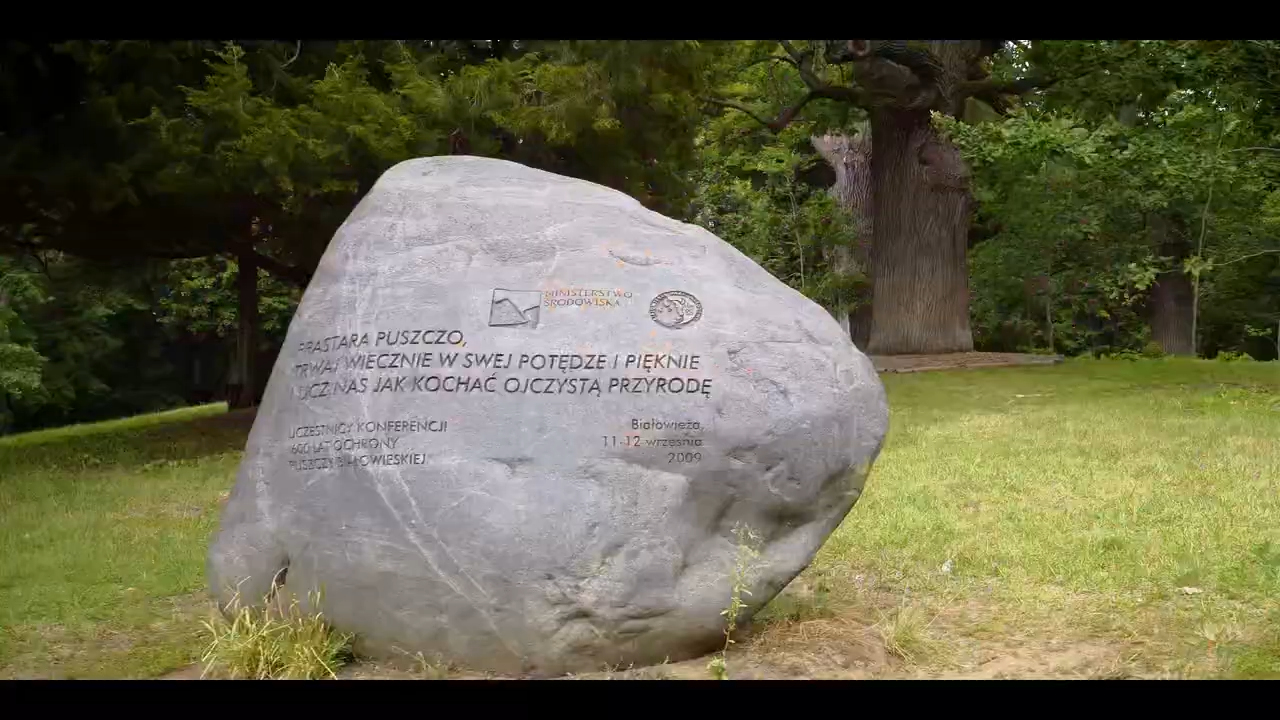 MINISTERSTWO
ŚRODOWISKA
PRASTARA PUSZCZO,
TRWAJ WIECZNIE W SWEJ POTĘDZE I PIĘKNIE
I UCZ NAS JAK KOCHAĆ OJCZYSTĄ PRZYRODĘ
UCZESTNICY KONFERENCJI
600 LAT OCHRONY
PUSZCZY BIAŁOWIESKIEJ
Białowieża,
11-12 września
2009